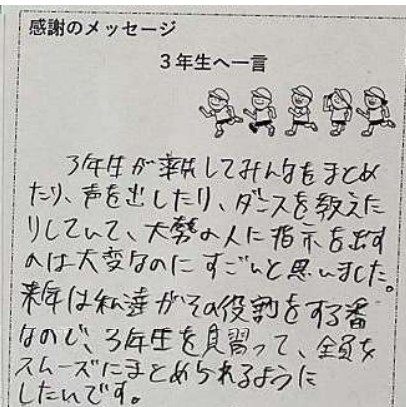 感謝のメッセージ
3年生へ一言
3年生が率先してみんなをまとめ
たり、声を出したり、ダンスを教えた
りしていて、大勢の人に指示を出す
のは大変なのにすごいと思いました。
来年は私達がその役割をする番
なので、3年生を見習って、全員を
スムーズにまとめられるように
したいです。